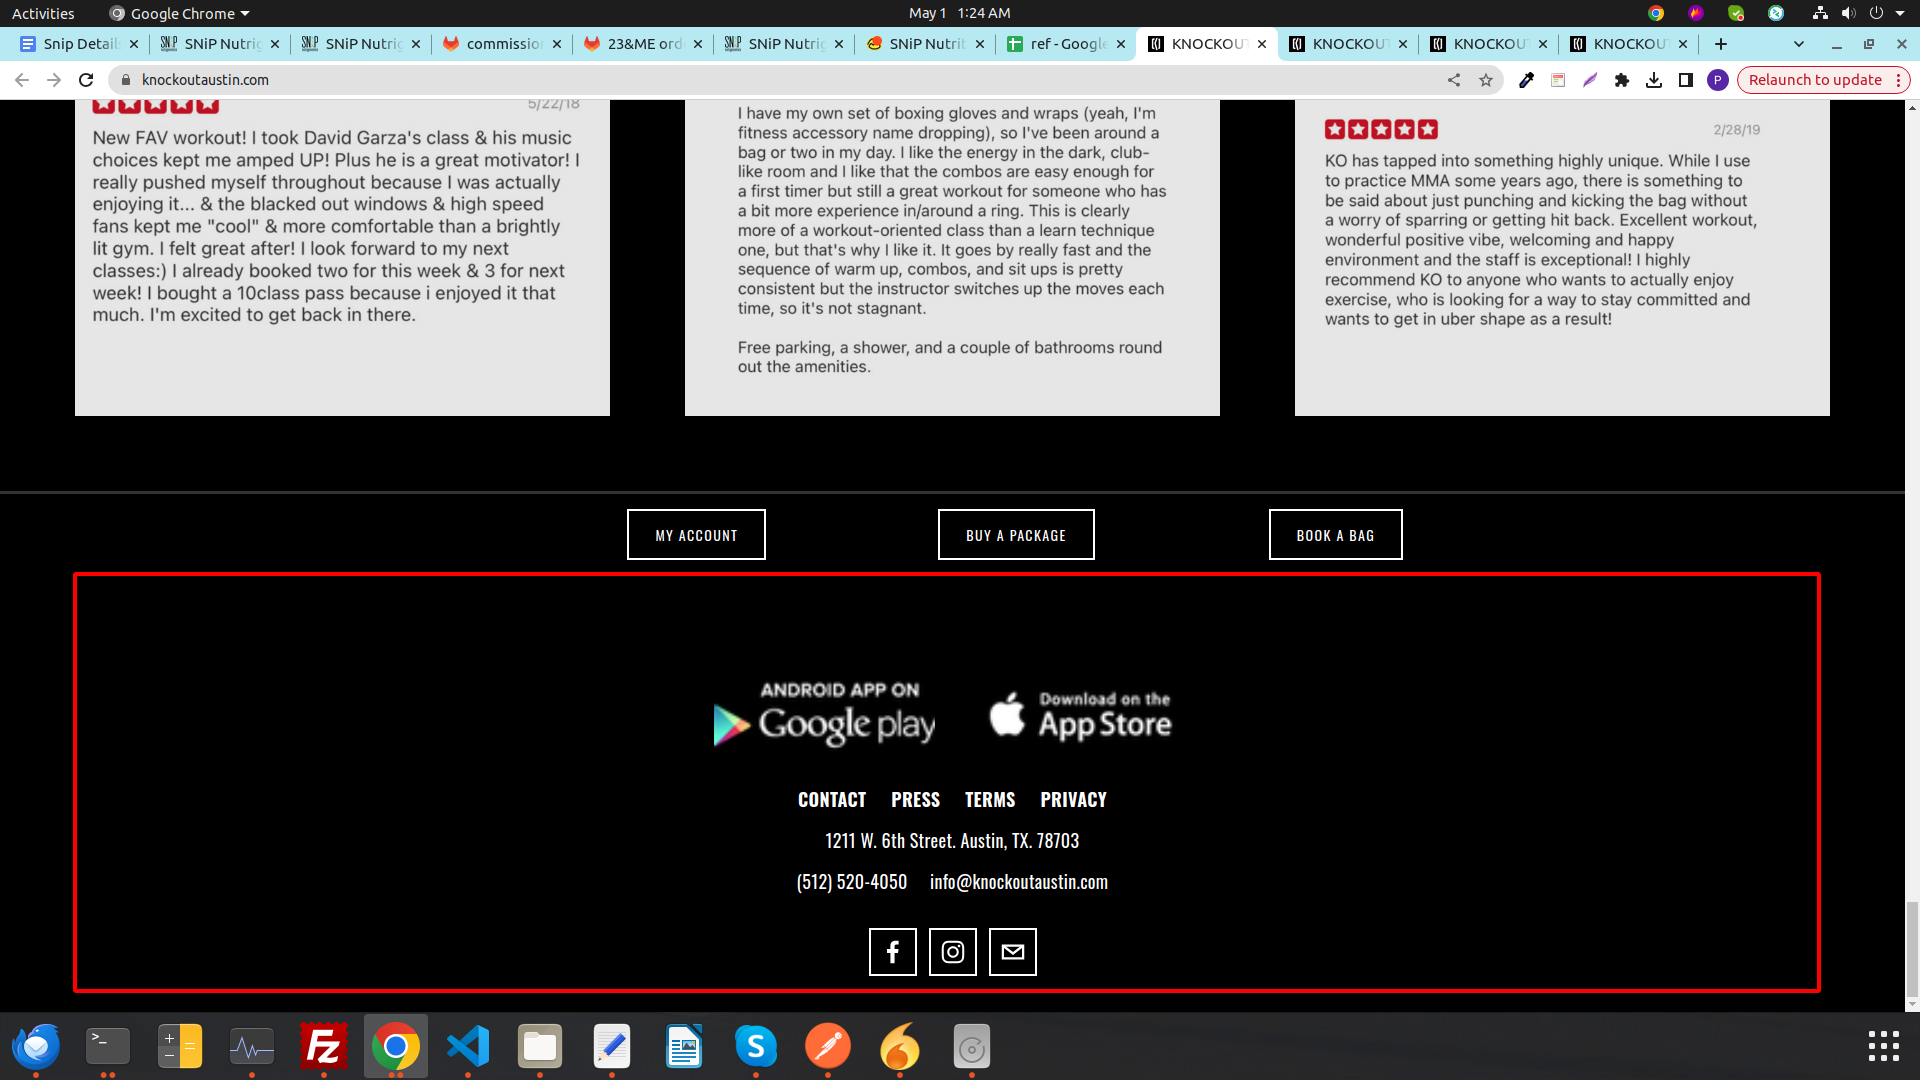 Activities
Google Chrome
May 1 1:24 AM
Snip Details
SNiP Nutrig
SNiP Nutrig
commission
23&ME ord
SNiP Nutrig
SNiP Nutrit
ref - Google
KNOCKOUT
KNOCKOUT
KNOCKOUT
KNOCKOUT
knockoutaustin.com
P
Relaunch to update
5/22/18
New FAV workout! I took David Garza's class & his music
choices kept me amped UP! Plus he is a great motivator! I
really pushed myself throughout because I was actually
enjoying it... & the blacked out windows & high speed
fans kept me "cool" & more comfortable than a brightly
lit gym. I felt great after! I look forward to my next
classes:) I already booked two for this week & 3 for next
week! I bought a 10class pass because i enjoyed it that
much. I'm excited to get back in there.
I have my own set of boxing gloves and wraps (yeah, I'm
fitness accessory name dropping), so I've been around a
bag or two in my day. I like the energy in the dark, club-
like room and I like that the combos are easy enough for
a first timer but still a great workout for someone who has
a bit more experience in/around a ring. This is clearly
more of a workout-oriented class than a learn technique
one, but that's why I like it. It goes by really fast and the
sequence of warm up, combos, and sit ups is pretty
consistent but the instructor switches up the moves each
time, so it's not stagnant.
Free parking, a shower, and a couple of bathrooms round
out the amenities.
2/28/19
KO has tapped into something highly unique. While I use
to practice MMA some years ago, there is something to
be said about just punching and kicking the bag without
a worry of sparring or getting hit back. Excellent workout,
wonderful positive vibe, welcoming and happy
environment and the staff is exceptional! I highly
recommend KO to anyone who wants to actually enjoy
exercise, who is looking for a way to stay committed and
wants to get in uber shape as a result!
MY ACCOUNT
BUY A PACKAGE
BOOK A BAG
ANDROID APP ON
Google play
Download on the
App Store
CONTACT PRESS TERMS PRIVACY
1211 W. 6th Street. Austin, TX. 78703
(512) 520-4050 info@knockoutaustin.com